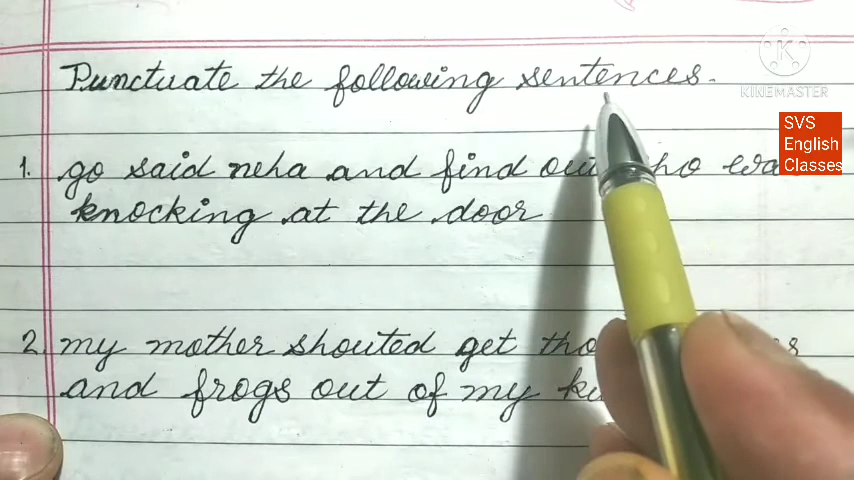 Punctuate the following sentences.
KINEMASTER
SVS
English
Classes
1. go said neha and find out
knocking at the door
2. my mother shouted get
and frogs out of my